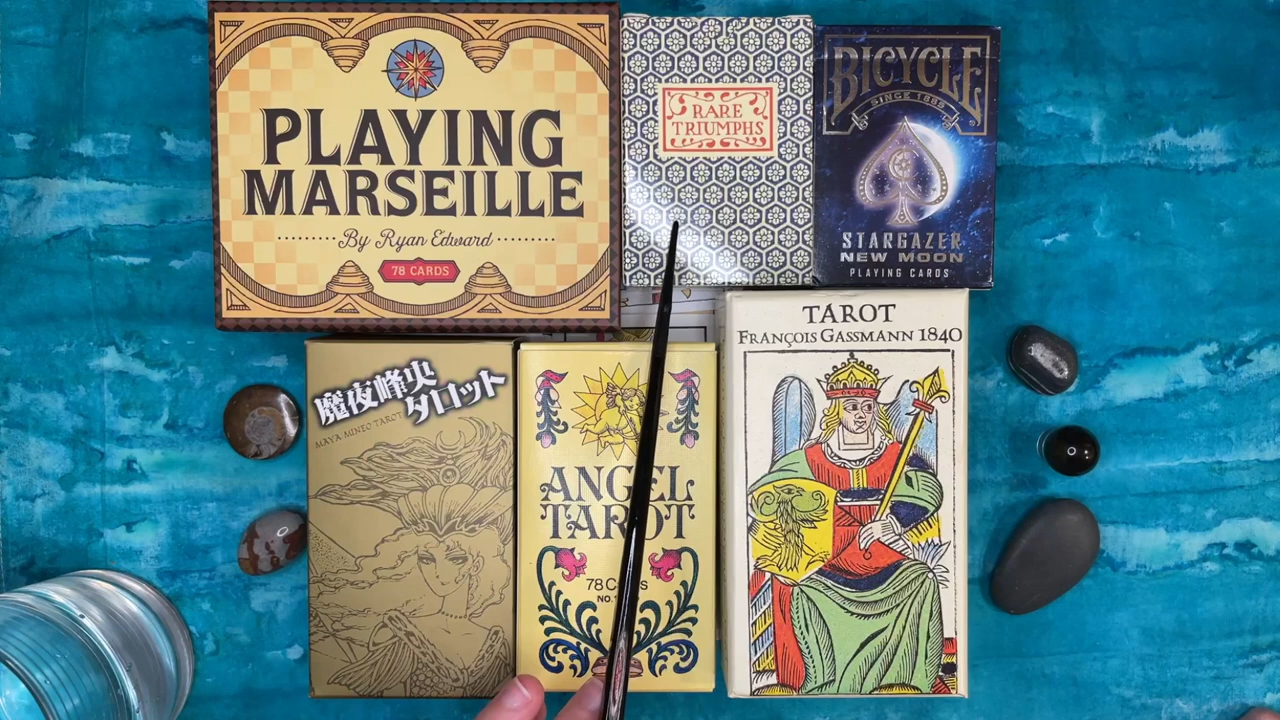 PLAYING
MARSEILLE
By Ryan Edward
78 CARDS
RARE
TRIUMPHS
BICYCLE
SINCE 1885
STARGAZER
NEW MOON
PLAYING CARDS
魔夜峰央
タロット
MAYA MINEO TAROT
ANGEL
TAROT
TAROT
FRANÇOIS GASSMANN 1840